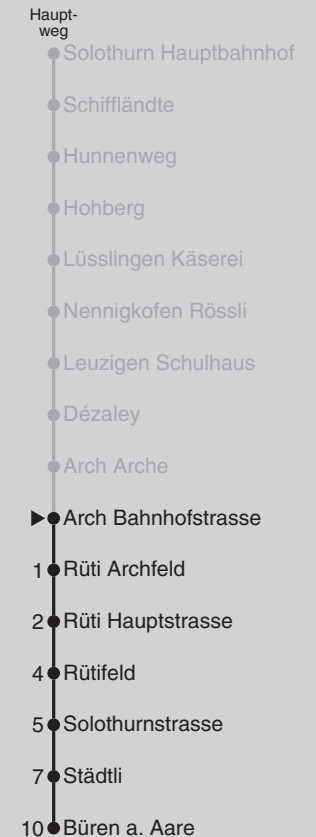 Haupt-
weg
Solothurn Hauptbahnhof
Schiffländte
Hunnenweg
Hohberg
Lüsslingen Käserei
Nennigkofen Rössli
Leuzigen Schulhaus
Dézaley
Arch Arche
Arch Bahnhofstrasse
1 Rüti Archfeld
2 Rüti Hauptstrasse
4 Rütifeld
5 Solothurnstrasse
7 Städtli
10 Büren a. Aare